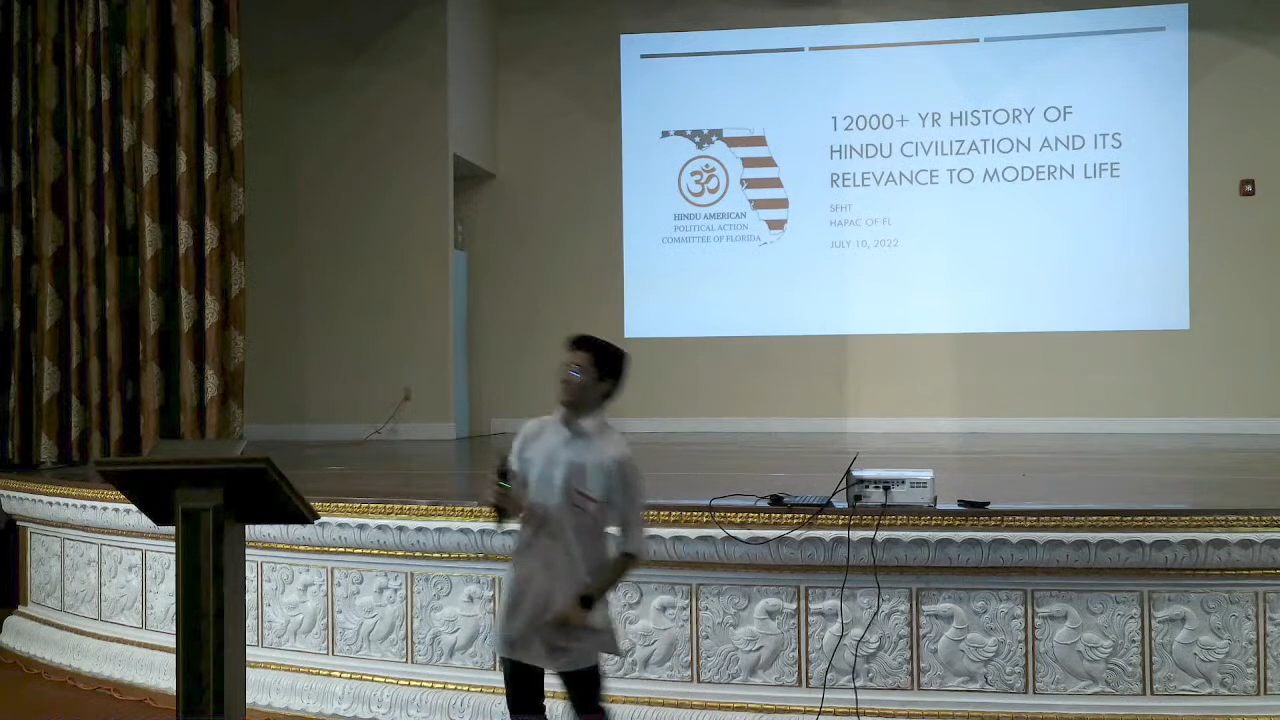 12000+ YR HISTORY OF
HINDU CIVILIZATION AND ITS
RELEVANCE TO MODERN LIFE
SFHT
HAPAC OF FL
JULY 10, 2022
ॐ
HINDU AMERICAN
POLITICAL ACTION
COMMITTEE OF FLORIDA